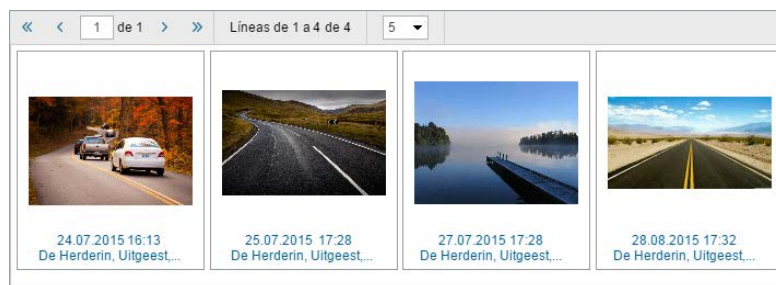 « < 1 de 1 > » Líneas de 1 a 4 de 4 5
24.07.2015 16:13
De Herderin, Uitgeest,...
25.07.2015 17:28
De Herderin, Uitgeest,...
27.07.2015 17:28
De Herderin, Uitgeest,...
28.08.2015 17:32
De Herderin, Uitgeest,...